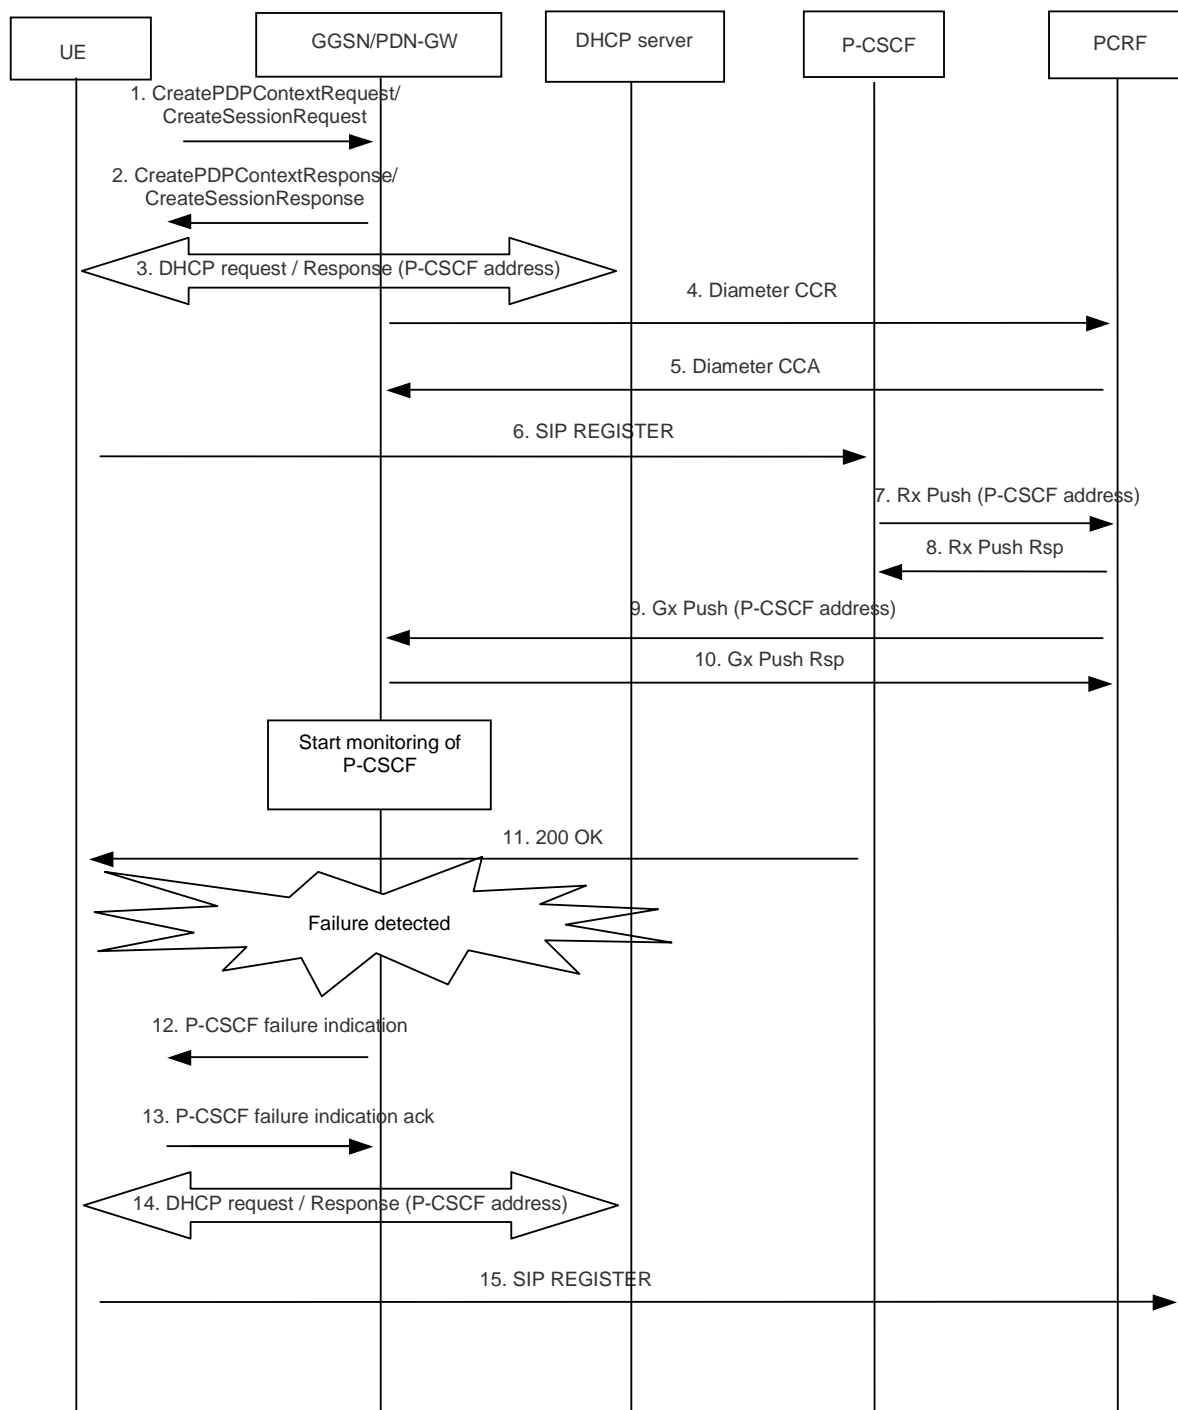 UE
GGSN/PDN-GW
DHCP server
P-CSCF
PCRF
1. CreatePDPContextRequest/
CreateSessionRequest
2. CreatePDPContextResponse/
CreateSessionResponse
3. DHCP request / Response (P-CSCF address)
4. Diameter CCR
5. Diameter CCA
6. SIP REGISTER
7. Rx Push (P-CSCF address)
8. Rx Push Rsp
9. Gx Push (P-CSCF address)
10. Gx Push Rsp
Start monitoring of
P-CSCF
11. 200 OK
Failure detected
12. P-CSCF failure indication
13. P-CSCF failure indication ack
14. DHCP request / Response (P-CSCF address)
15. SIP REGISTER